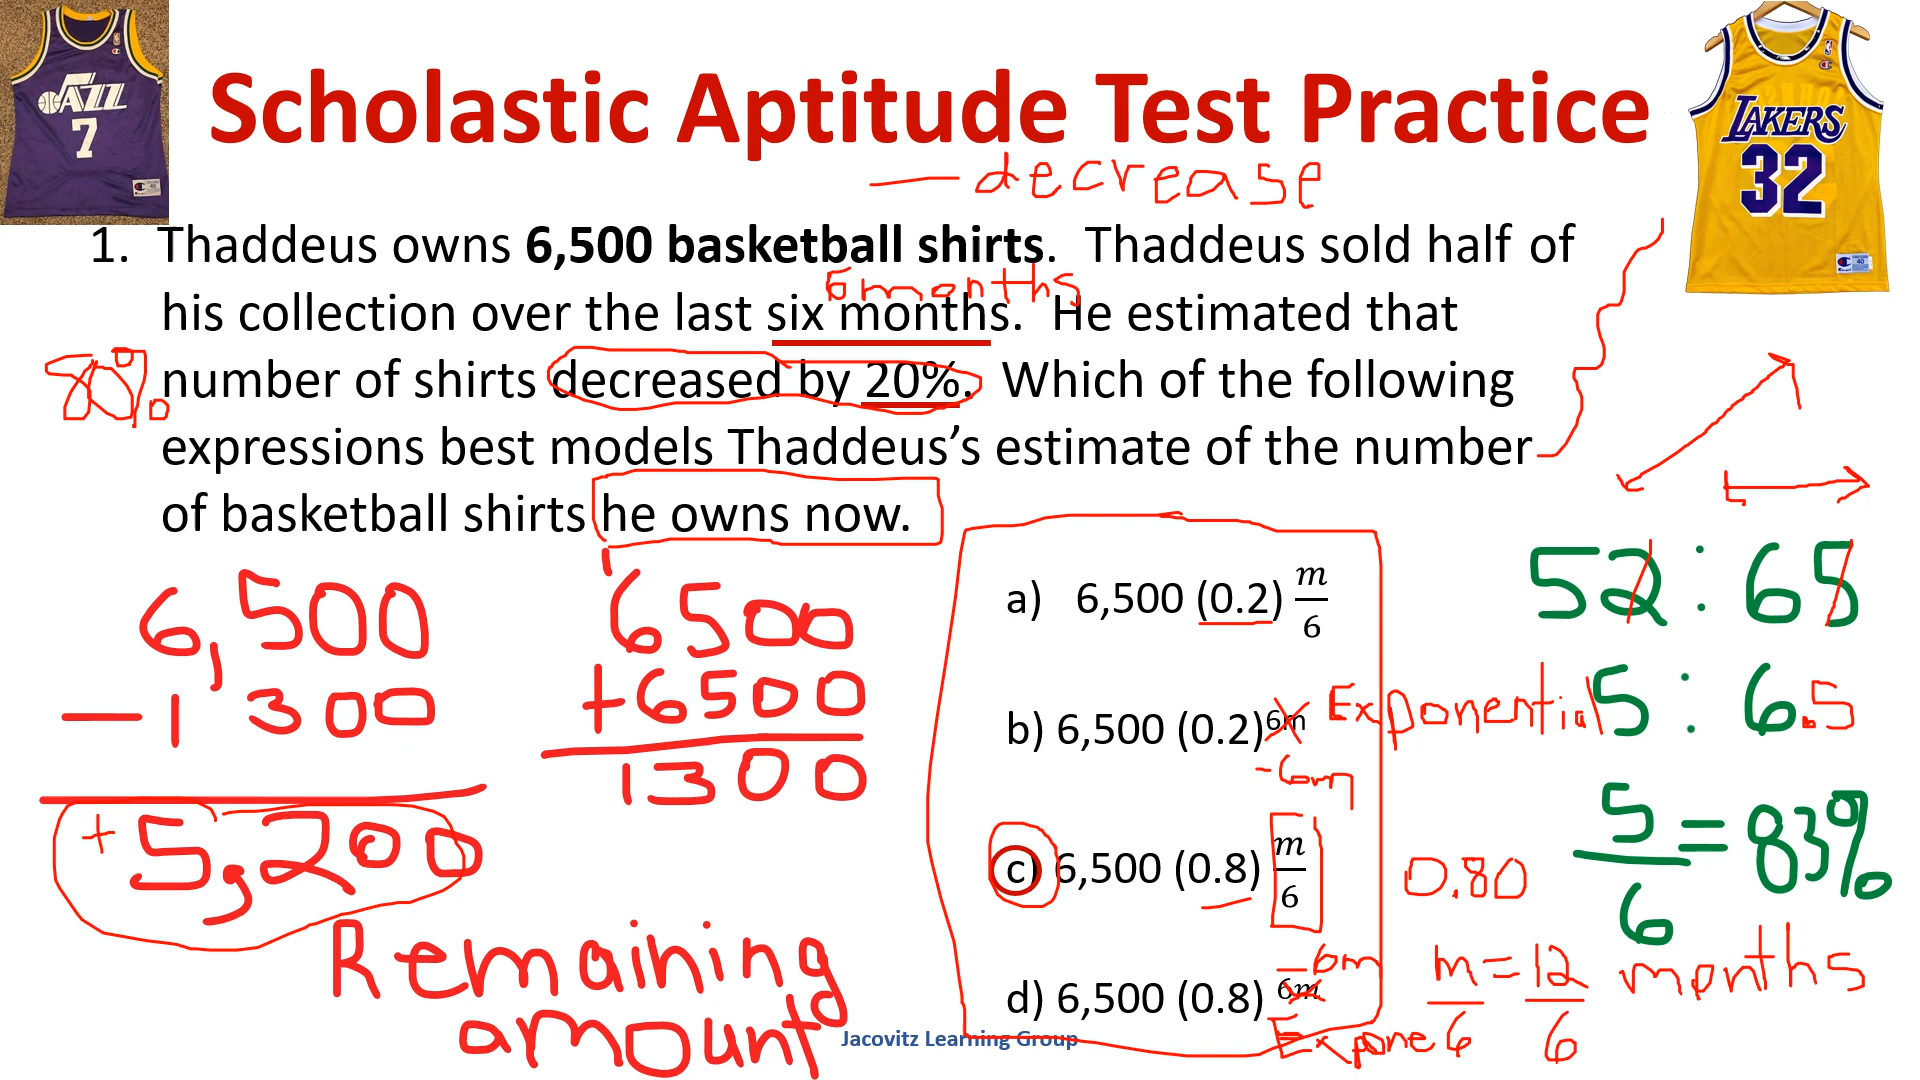 JAZZ
7
LAKERS
32
Scholastic Aptitude Test Practice
— decrease
1. Thaddeus owns 6,500 basketball shirts. Thaddeus sold half of
6 months
his collection over the last six months. He estimated that
80%
number of shirts decreased by 20%. Which of the following
expressions best models Thaddeus’s estimate of the number
of basketball shirts he owns now.
6,500
- 1300
+5,200
Remaining
amount
6500
+6500
1300
a) 6,500 (0.2) m/6
b) 6,500 (0.2)^6m
Exponential
-6m
c) 6,500 (0.8) m/6
0.80
d) 6,500 (0.8) 6m
-6m
Expone
m/6 = 12/6 months
52 : 65
5 : 6.5
5/6 = 83%
Jacovitz Learning Group